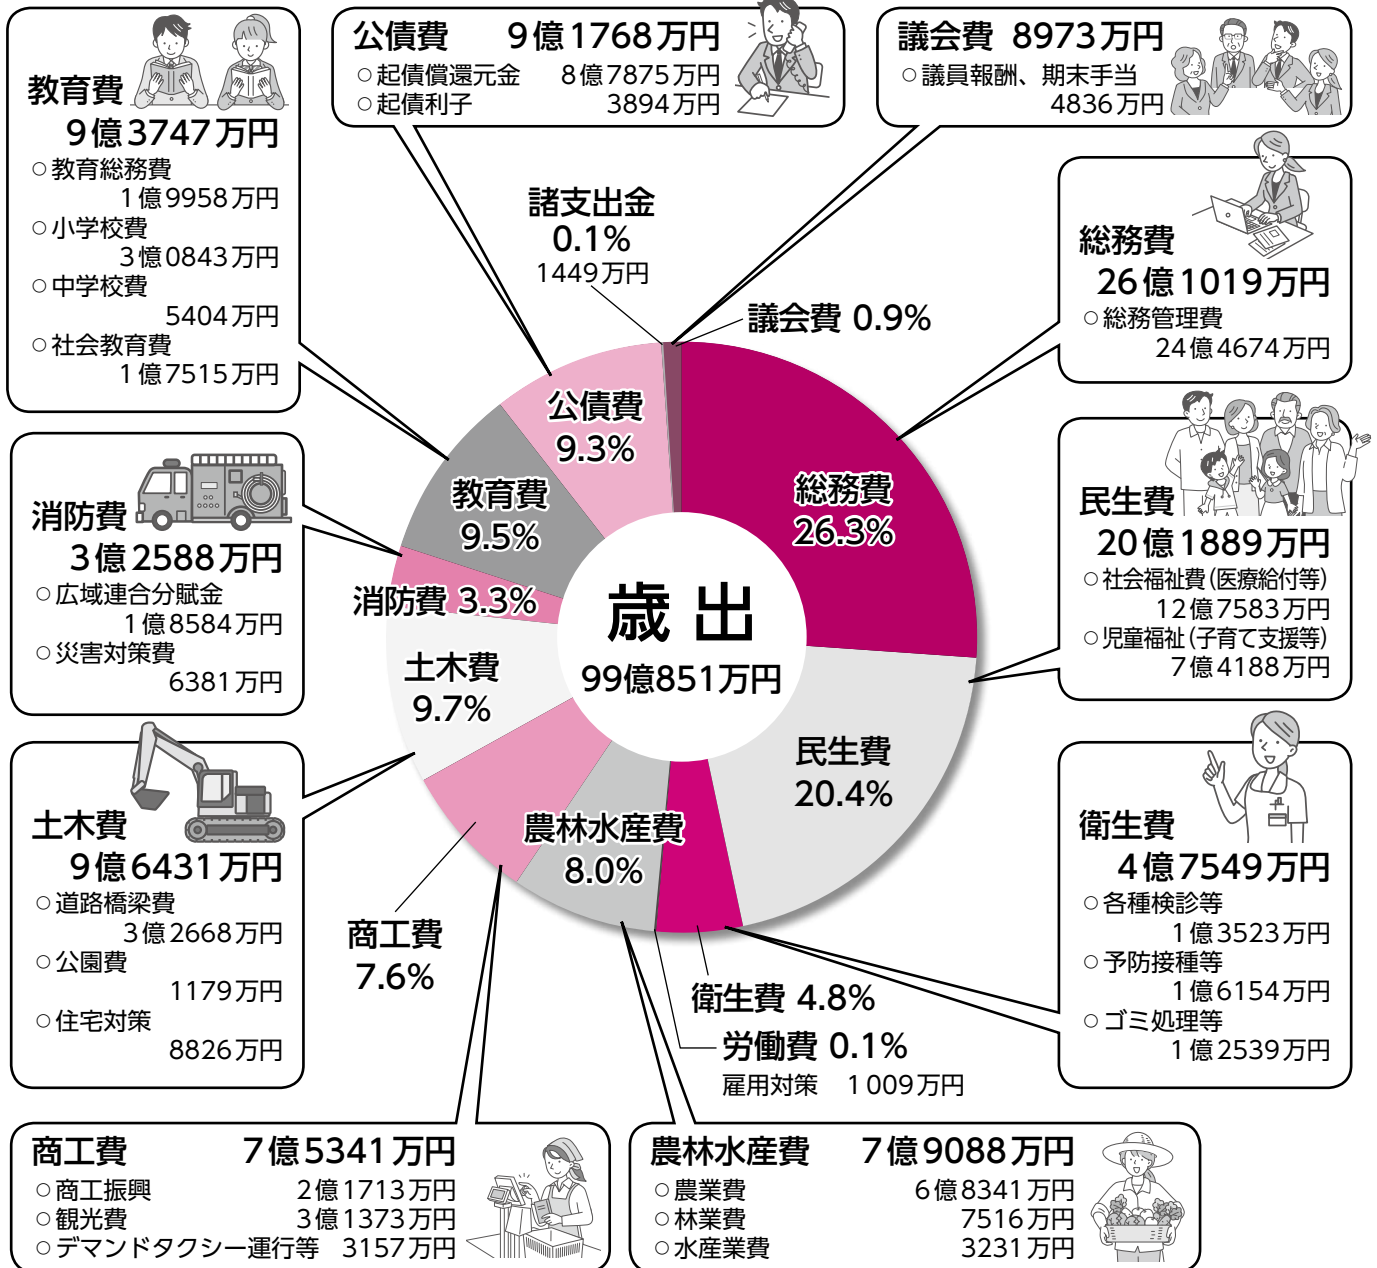 教育費
9億3747万円
○教育総務費
1億9958万円
○小学校費
3億0843万円
○中学校費
5404万円
○社会教育費
1億7515万円
公債費 9億1768万円
○起債償還元金 8億7875万円
○起債利子 3894万円
議会費 8973万円
○議員報酬、期末手当
4836万円
総務費
26億1019万円
○総務管理費
24億4674万円
民生費
20億1889万円
○社会福祉費(医療給付等)
12億7583万円
○児童福祉(子育て支援等)
7億4188万円
衛生費
4億7549万円
○各種検診等
1億3523万円
○予防接種等
1億6154万円
○ゴミ処理等
1億2539万円
消防費
3億2588万円
○広域連合分賦金
1億8584万円
○災害対策費
6381万円
土木費
9億6431万円
○道路橋梁費
3億2668万円
○公園費
1179万円
○住宅対策
8826万円
商工費 7億5341万円
○商工振興 2億1713万円
○観光費 3億1373万円
○デマンドタクシー運行等 3157万円
農林水産費 7億9088万円
○農業費 6億8341万円
○林業費 7516万円
○水産業費 3231万円
諸支出金
0.1%
1449万円
議会費 0.9%
総務費
26.3%
民生費
20.4%
衛生費 4.8%
労働費 0.1%
雇用対策 1009万円
農林水産費
8.0%
商工費
7.6%
土木費
9.7%
消防費 3.3%
教育費
9.5%
公債費
9.3%
歳出
99億851万円